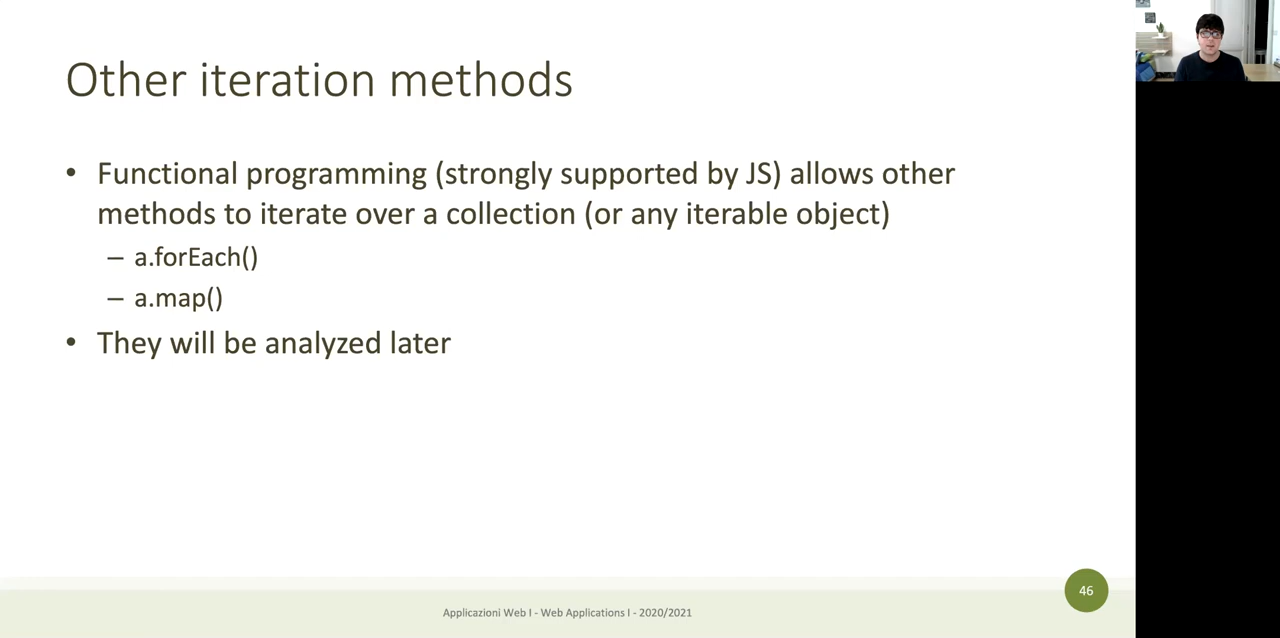 Other iteration methods
• Functional programming (strongly supported by JS) allows other
methods to iterate over a collection (or any iterable object)
– a.forEach()
– a.map()
• They will be analyzed later
46
Applicazioni Web I - Web Applications I - 2020/2021